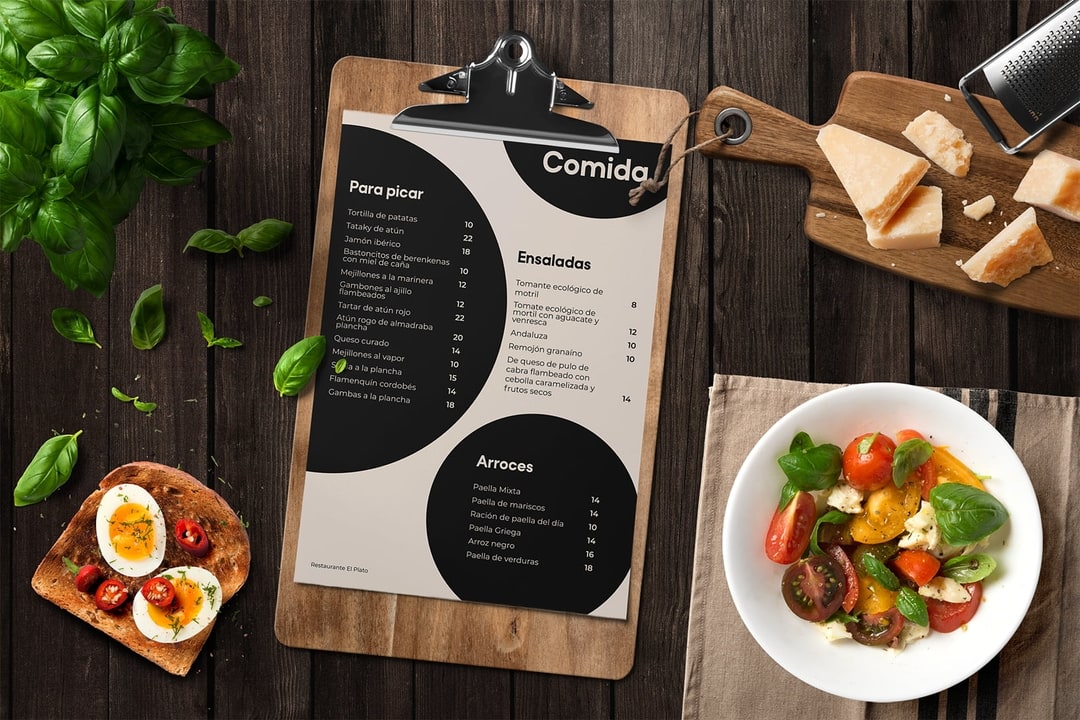 Comida
Para picar
Tortilla de patatas 10
Tataky de atún 22
Jamón ibérico 18
Bastoncitos de berenkenas
con miel de caña 10
Mejillones a la marinera 12
Gambones al ajillo
flambeados 12
Tartar de atún rojo 22
Atún rogo de almadraba
plancha 20
Queso curado 14
Mejillones al vapor 10
a la plancha 15
Flamenquín cordobés 14
Gambas a la plancha 18
Ensaladas
Tomante ecológico de
motril 8
Tomate ecológico de
mortil con aguacate y
venresca 12
Andaluza 10
Remojón granaíno 10
De queso de pulo de
cabra flambeado con
cebolla caramelizada y
frutos secos 14
Arroces
Paella Mixta 14
Paella de mariscos 14
Ración de paella del día 10
Paella Griega 14
Arroz negro 16
Paella de verduras 18
Restaurante El Plato